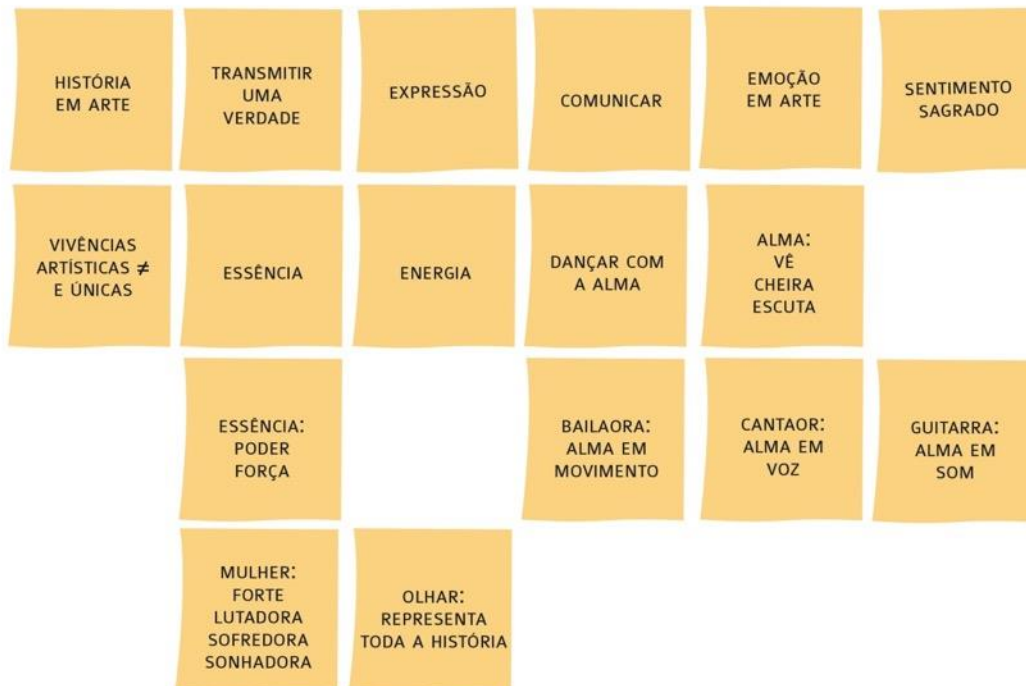 HISTÓRIA
EM ARTE
TRANSMITIR
UMA
VERDADE
EXPRESSÃO
COMUNICAR
EMOÇÃO
EM ARTE
SENTIMENTO
SAGRADO
VIVÊNCIAS
ARTÍSTICAS ≠
E ÚNICAS
ESSÊNCIA
ENERGIA
DANÇAR COM
A ALMA
ALMA:
VÊ
CHEIRA
ESCUTA
ESSÊNCIA:
PODER
FORÇA
BAILAORA:
ALMA EM
MOVIMENTO
CANTAOR:
ALMA EM
VOZ
GUITARRA:
ALMA EM
SOM
MULHER:
FORTE
LUTADORA
SOFREDORA
SONHADORA
OLHAR:
REPRESENTA
TODA A HISTÓRIA